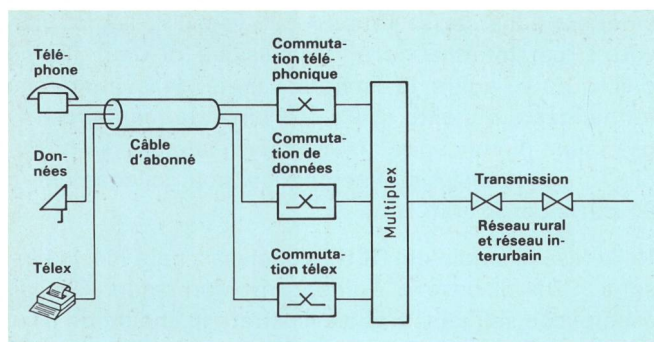 Télé-
phone
Don-
nées
Télex
Câble
d'abonné
Commuta-
tion télé-
phonique
Commuta-
tion de
données
Commuta-
tion télex
Multiplex
Transmission
Réseau rural
et réseau in-
terurbain